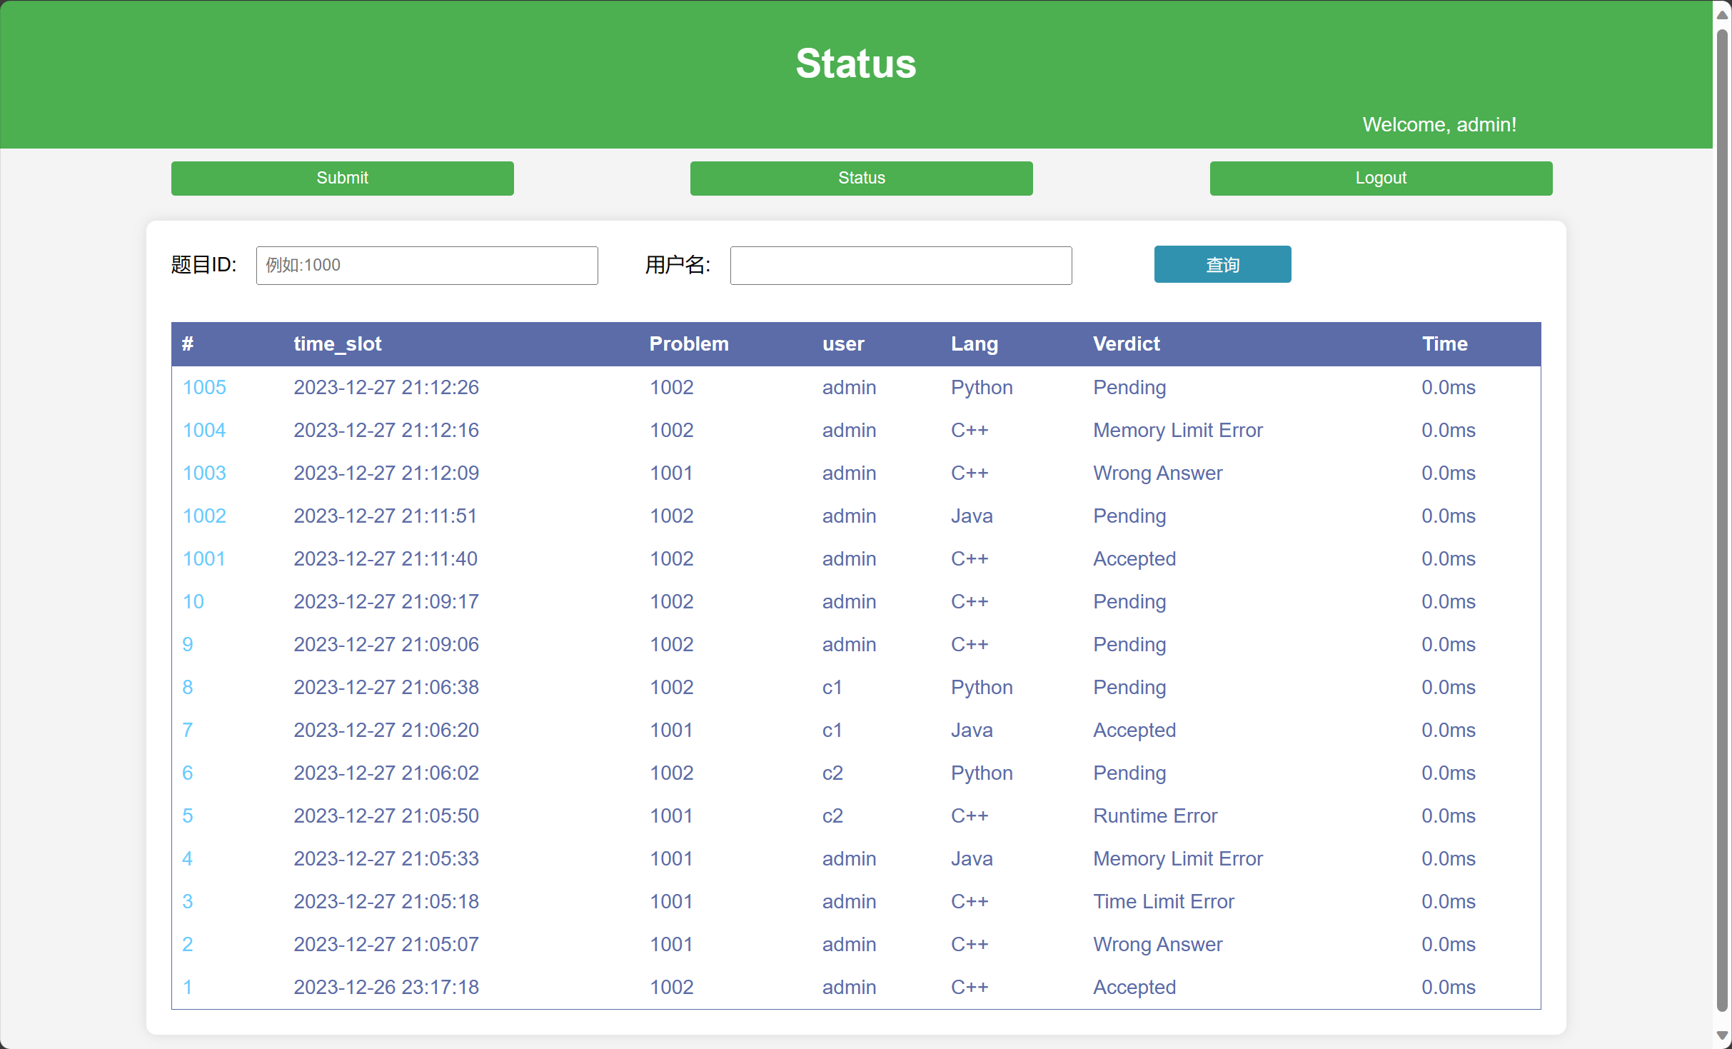 Status
Welcome, admin!
Submit Status Logout
题目ID: 例如:1000 用户名: 查询
# time_slot Problem user Lang Verdict Time
1005 2023-12-27 21:12:26 1002 admin Python Pending 0.0ms
1004 2023-12-27 21:12:16 1002 admin C++ Memory Limit Error 0.0ms
1003 2023-12-27 21:12:09 1001 admin C++ Wrong Answer 0.0ms
1002 2023-12-27 21:11:51 1002 admin Java Pending 0.0ms
1001 2023-12-27 21:11:40 1002 admin C++ Accepted 0.0ms
10 2023-12-27 21:09:17 1002 admin C++ Pending 0.0ms
9 2023-12-27 21:09:06 1002 admin C++ Pending 0.0ms
8 2023-12-27 21:06:38 1002 c1 Python Pending 0.0ms
7 2023-12-27 21:06:20 1001 c1 Java Accepted 0.0ms
6 2023-12-27 21:06:02 1002 c2 Python Pending 0.0ms
5 2023-12-27 21:05:50 1001 c2 C++ Runtime Error 0.0ms
4 2023-12-27 21:05:33 1001 admin Java Memory Limit Error 0.0ms
3 2023-12-27 21:05:18 1001 admin C++ Time Limit Error 0.0ms
2 2023-12-27 21:05:07 1001 admin C++ Wrong Answer 0.0ms
1 2023-12-26 23:17:18 1002 admin C++ Accepted 0.0ms